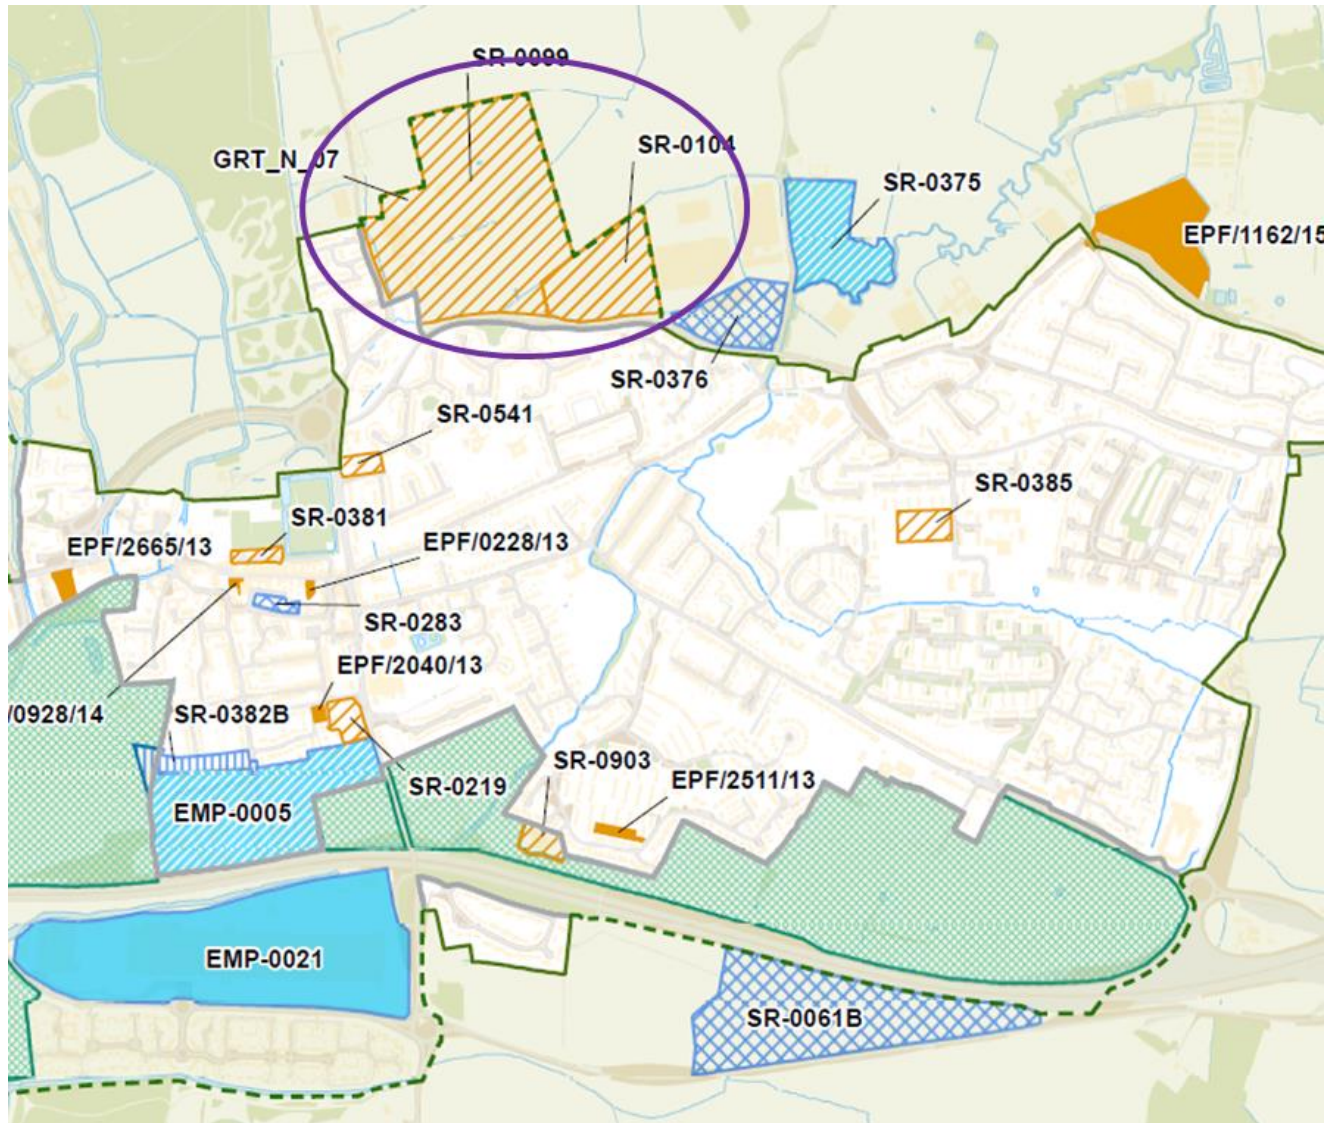 SR-0099
SR-0104
GRT_N_07
SR-0375
EPF/1162/15
SR-0376
SR-0541
SR-0385
SR-0381
EPF/2665/13
EPF/0228/13
SR-0283
EPF/2040/13
/0928/14
SR-0382B
SR-0903
EPF/2511/13
SR-0219
EMP-0005
EMP-0021
SR-0061B